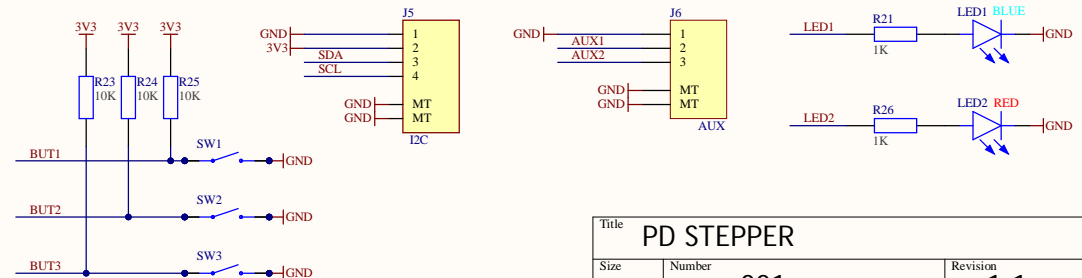 3V3 3V3 3V3
R23 R24 R25
10K 10K 10K
BUT1 SW1 GND
BUT2 SW2 GND
BUT3 SW3 GND
J5
GND 1
3V3 2
SDA 3
SCL 4
GND MT
GND MT
I2C
J6
GND 1
AUX1 2
AUX2 3
GND MT
GND MT
AUX
LED1 R21 LED1 BLUE GND
1K
LED2 R26 LED2 RED GND
1K
Title PD STEPPER
Size Number Revision